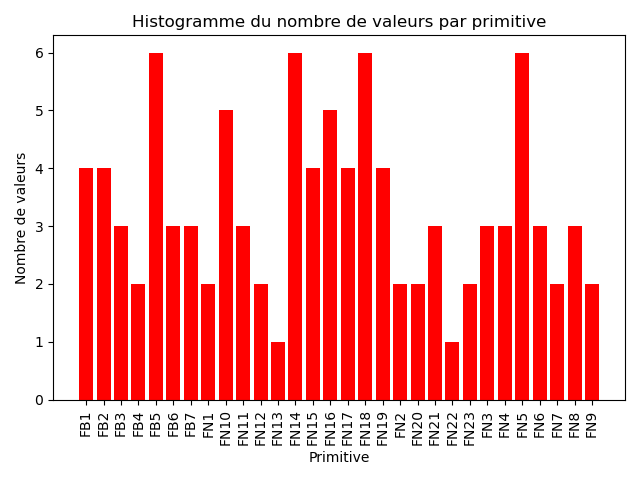 Histogramme du nombre de valeurs par primitive
Nombre de valeurs
6
5
4
3
2
1
0
FB1 FB2 FB3 FB4 FB5 FB6 FB7 FN1 FN10 FN11 FN12 FN13 FN14 FN15 FN16 FN17 FN18 FN19 FN2 FN20 FN21 FN22 FN23 FN3 FN4 FN5 FN6 FN7 FN8 FN9
Primitive